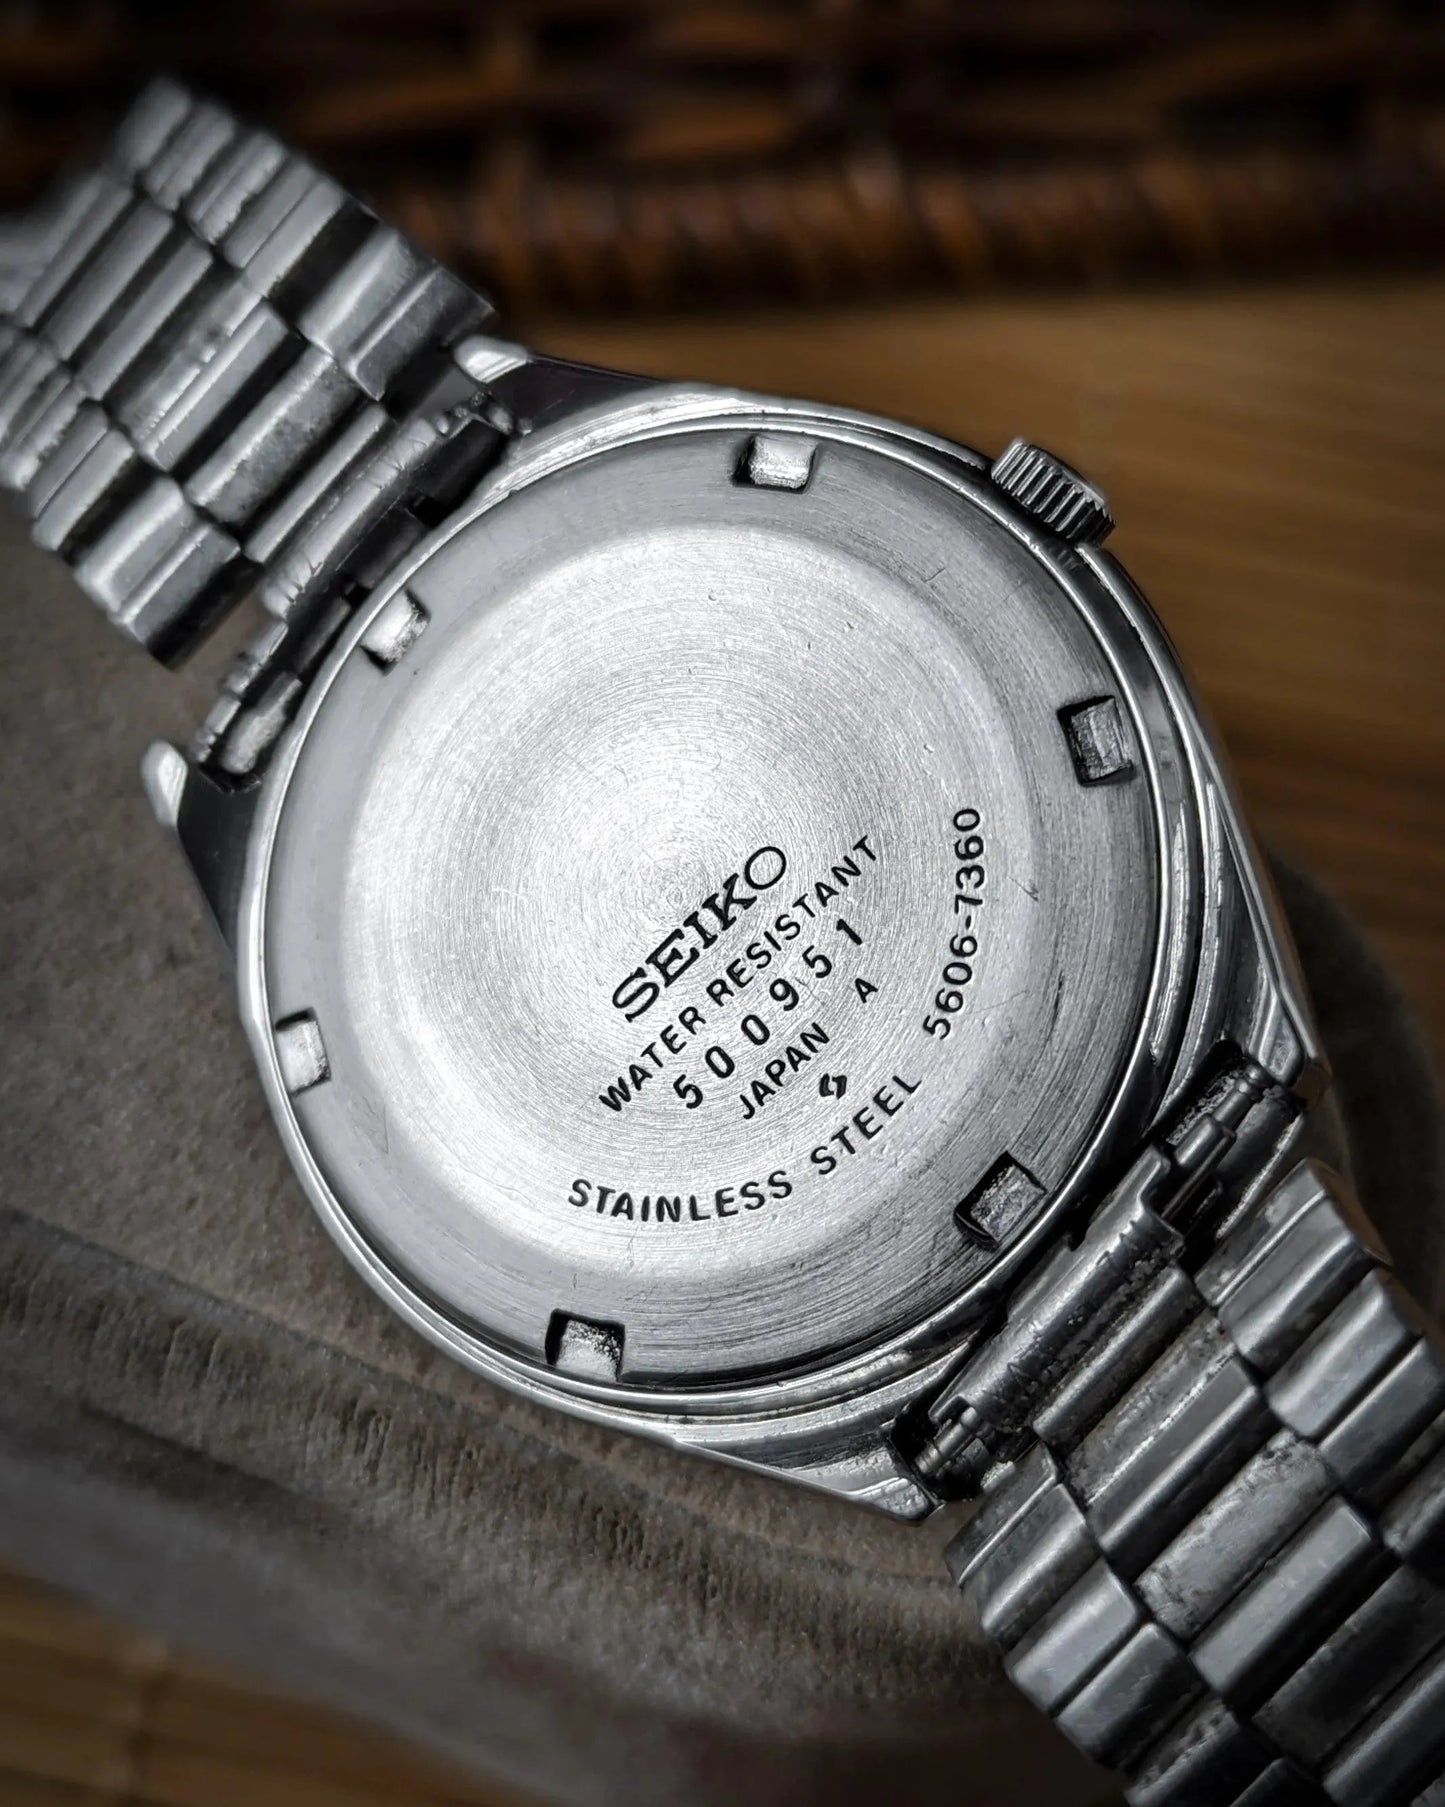 SEIKO
WATER RESISTANT
500951
JAPAN A
STAINLESS STEEL 5606-7360